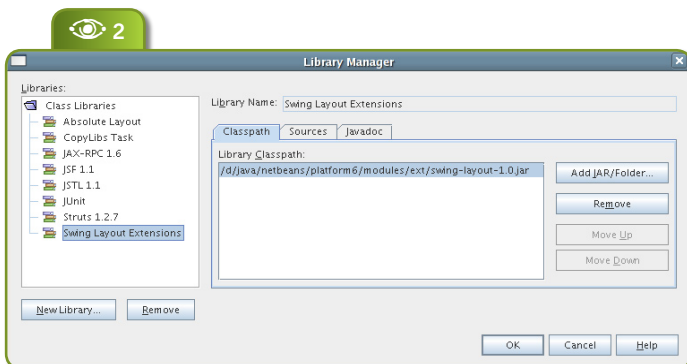 2
Library Manager
Libraries:
Class Libraries
Absolute Layout
CopyLibs Task
JAX-RPC 1.6
JSF 1.1
JSTL 1.1
JUnit
Struts 1.2.7
Swing Layout Extensions
New Library...
Remove
Library Name: Swing Layout Extensions
Classpath Sources Javadoc
Library Classpath:
/d/java/netbeans/platform6/modules/ext/swing-layout-1.0.jar
Add JAR/Folder...
Remove
Move Up
Move Down
OK Cancel Help